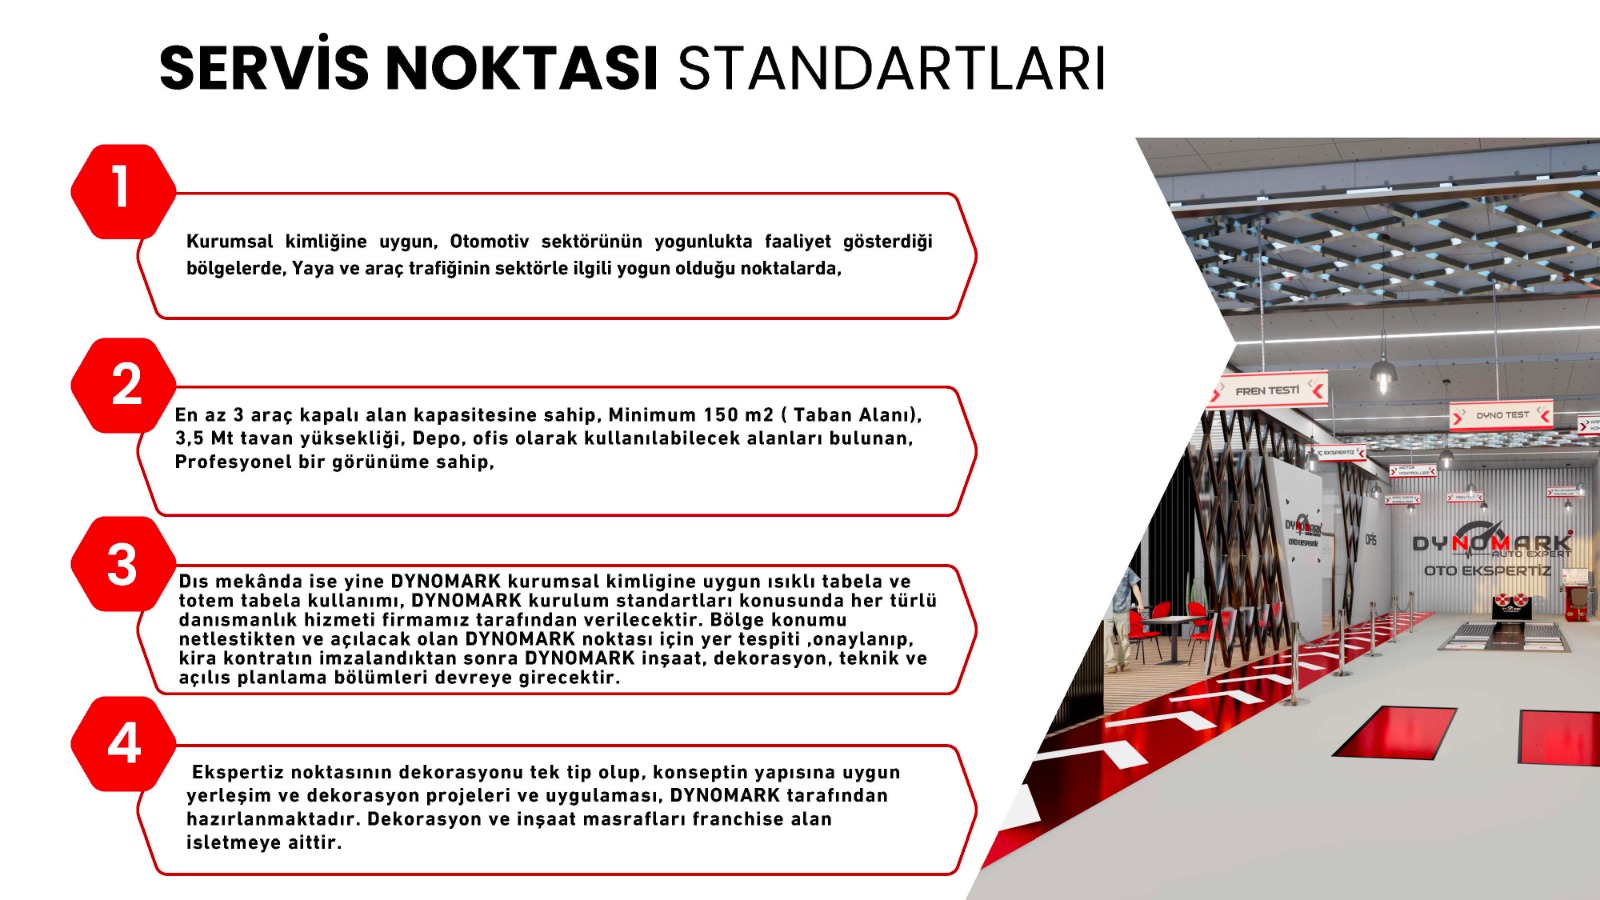 SERVİS NOKTASI STANDARTLARI
1
Kurumsal kimliğine uygun, Otomotiv sektörünün yogunlukta faaliyet gösterdiği
bölgelerde, Yaya ve araç trafiğinin sektörle ilgili yogun olduğu noktalarda,
2
En az 3 araç kapalı alan kapasitesine sahip, Minimum 150 m2 ( Taban Alanı),
3,5 Mt tavan yüksekliği, Depo, ofis olarak kullanılabilecek alanları bulunan,
Profesyonel bir görünüme sahip,
3
Dıs mekânda ise yine DYNOMARK kurumsal kimligine uygun ısıklı tabela ve
totem tabela kullanımı, DYNOMARK kurulum standartları konusunda her türlü
danısmanlık hizmeti firmamız tarafından verilecektir. Bölge konumu
netlestikten ve açılacak olan DYNOMARK noktası için yer tespiti ,onaylanıp,
kira kontratın imzalandıktan sonra DYNOMARK inşaat, dekorasyon, teknik ve
açılıs planlama bölümleri devreye girecektir.
4
Ekspertiz noktasının dekorasyonu tek tip olup, konseptin yapısına uygun
yerleşim ve dekorasyon projeleri ve uygulaması, DYNOMARK tarafından
hazırlanmaktadır. Dekorasyon ve inşaat masrafları franchise alan
isletmeye aittir.
FREN TESTİ
DYNO TEST
İÇ EKSPERTİZ
MOTOR
KONTROLLERİ
DYNOMARK
OTO EKSPERTİZ
OFİS
DYNOMARK
AUTO EXPERT
OTO EKSPERTİZ